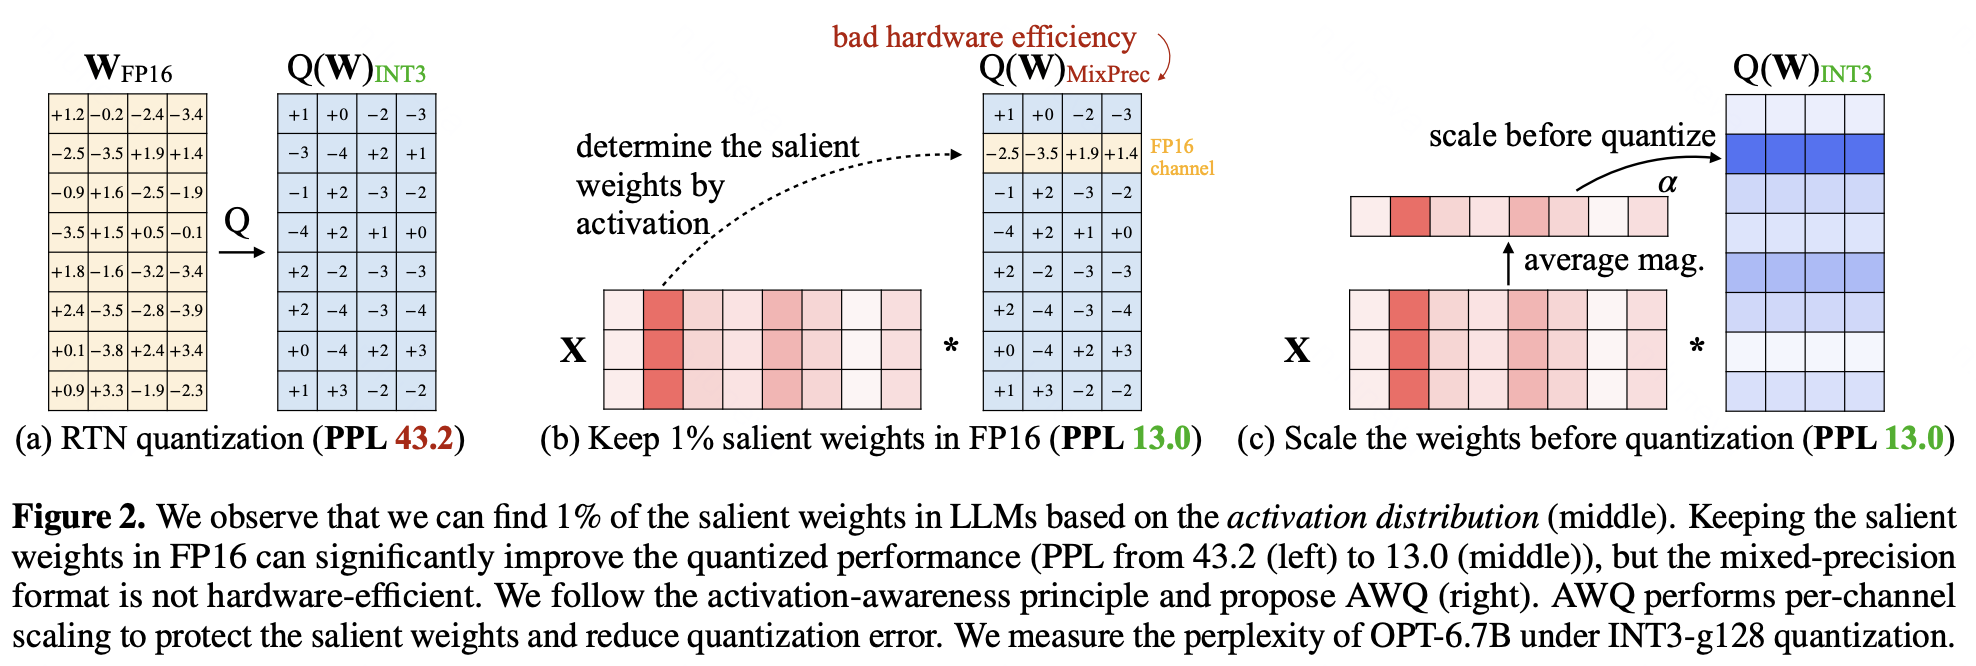 bad hardware efficiency
W_FP16
Q(W)_INT3
Q(W)_MixPrec
Q(W)_INT3
+1.2 −0.2 −2.4 −3.4
−2.5 −3.5 +1.9 +1.4
−0.9 +1.6 −2.5 −1.9
−3.5 +1.5 +0.5 −0.1
+1.8 −1.6 −3.2 −3.4
+2.4 −3.5 −2.8 −3.9
+0.1 −3.8 +2.4 +3.4
+0.9 +3.3 −1.9 −2.3
Q
+1 +0 −2 −3
−3 −4 +2 +1
−1 +2 −3 −2
−4 +2 +1 +0
+2 −2 −3 −3
+2 −4 −3 −4
+0 −4 +2 +3
+1 +3 −2 −2
(a) RTN quantization (PPL 43.2)
determine the salient
weights by
activation
X
*
+1 +0 −2 −3
−2.5 −3.5 +1.9 +1.4
−1 +2 −3 −2
−4 +2 +1 +0
+2 −2 −3 −3
+2 −4 −3 −4
+0 −4 +2 +3
+1 +3 −2 −2
FP16
channel
(b) Keep 1% salient weights in FP16 (PPL 13.0)
scale before quantize
α
average mag.
X
*
(c) Scale the weights before quantization (PPL 13.0)
Figure 2. We observe that we can find 1% of the salient weights in LLMs based on the activation distribution (middle). Keeping the salient
weights in FP16 can significantly improve the quantized performance (PPL from 43.2 (left) to 13.0 (middle)), but the mixed-precision
format is not hardware-efficient. We follow the activation-awareness principle and propose AWQ (right). AWQ performs per-channel
scaling to protect the salient weights and reduce quantization error. We measure the perplexity of OPT-6.7B under INT3-g128 quantization.